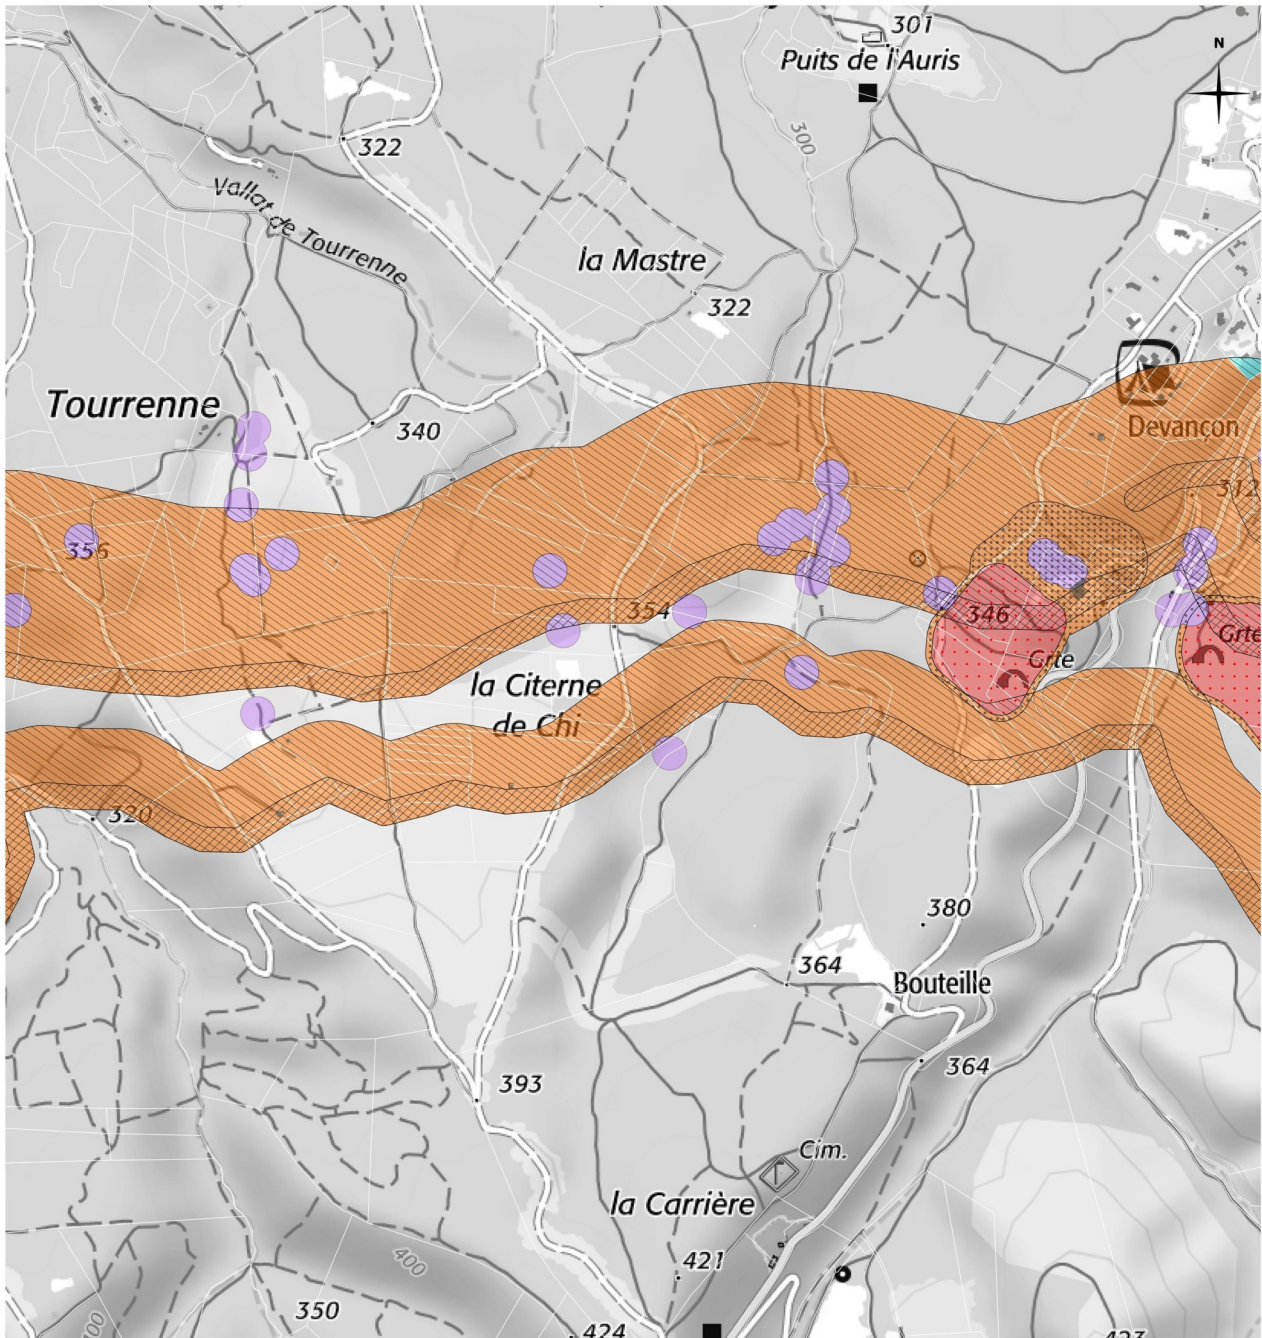 301
Puits de l'Auris
N
322
300
Vallat de Tourrenne
la Mastre
322
Tourrenne
340
Devançon
312
356
354
346
Grte
Grte
la Citerne
de Chi
320
380
364
Bouteille
364
393
Cim.
la Carrière
400
421
350
424